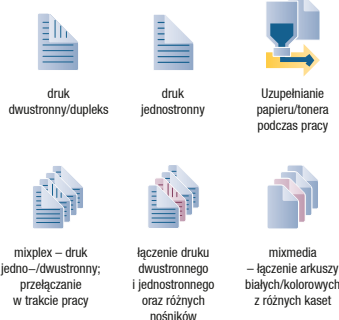 druk
dwustronny/dupleks
druk
jednostronny
Uzupełnianie
papieru/tonera
podczas pracy
mixplex – druk
jedno–/dwustronny;
przełączanie
w trakcie pracy
łączenie druku
dwustronnego
i jednostronnego
oraz różnych
nośników
mixmedia
– łączenie arkuszy
białych/kolorowych
z różnych kaset